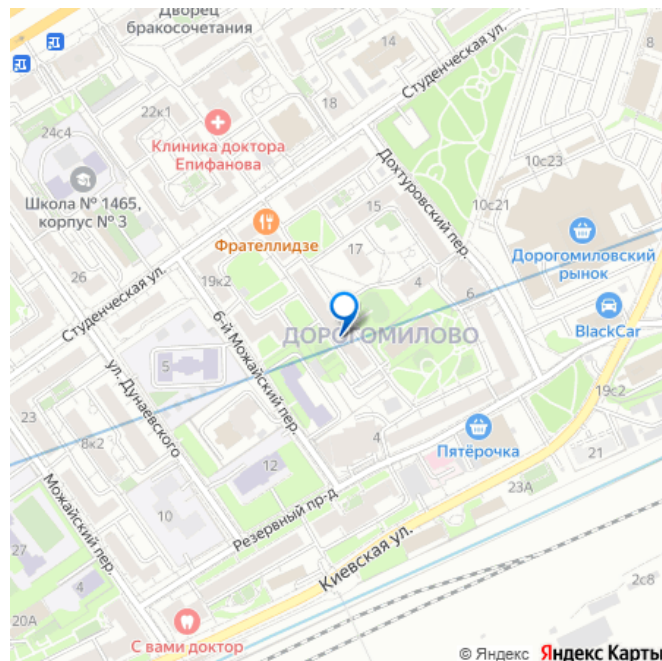 Дворец
бракосочетания
14
8
Студенческая ул.
22к1
18
24с4
Клиника доктора
Епифанова
10с23
Школа № 1465,
корпус № 3
Дохтуровский пер.
15
10с21
Фрателлидзе
17
Дорогомиловский
рынок
26
19к2
4
6
Студенческая ул.
6-й Можайский пер.
ДОРОГОМИЛОВО
BlackCar
5
ул. Дунаевского
19с2
23
8к2
4
Пятёрочка
21
12
23А
Можайский пер.
10
Резервный пр-д
27
Киевская ул.
4
2с8
20А
С вами доктор
© Яндекс Яндекс Карты